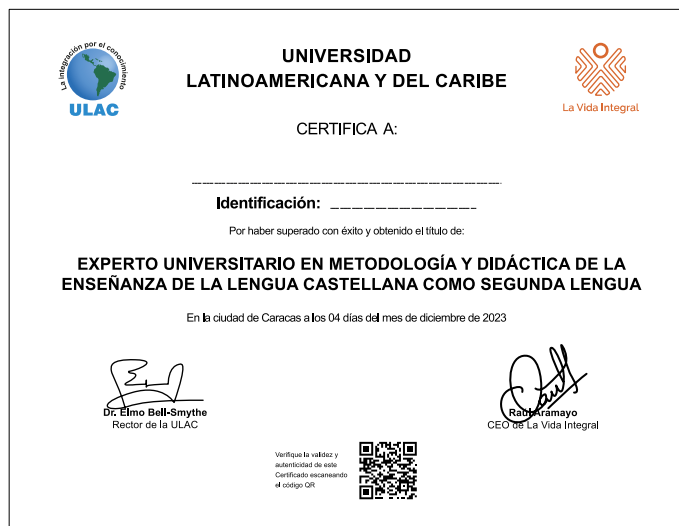 La integración por el conocimiento
ULAC
UNIVERSIDAD
LATINOAMERICANA Y DEL CARIBE
La Vida Integral
CERTIFICA A:
Identificación:
Por haber superado con éxito y obtenido el título de:
EXPERTO UNIVERSITARIO EN METODOLOGÍA Y DIDÁCTICA DE LA
ENSEÑANZA DE LA LENGUA CASTELLANA COMO SEGUNDA LENGUA
En la ciudad de Caracas a los 04 días del mes de diciembre de 2023
Dr. Elmo Bell-Smythe
Rector de la ULAC
Raúl Aramayo
CEO de La Vida Integral
Verifique la validez y
autenticidad de este
Certificado escaneando
el código QR